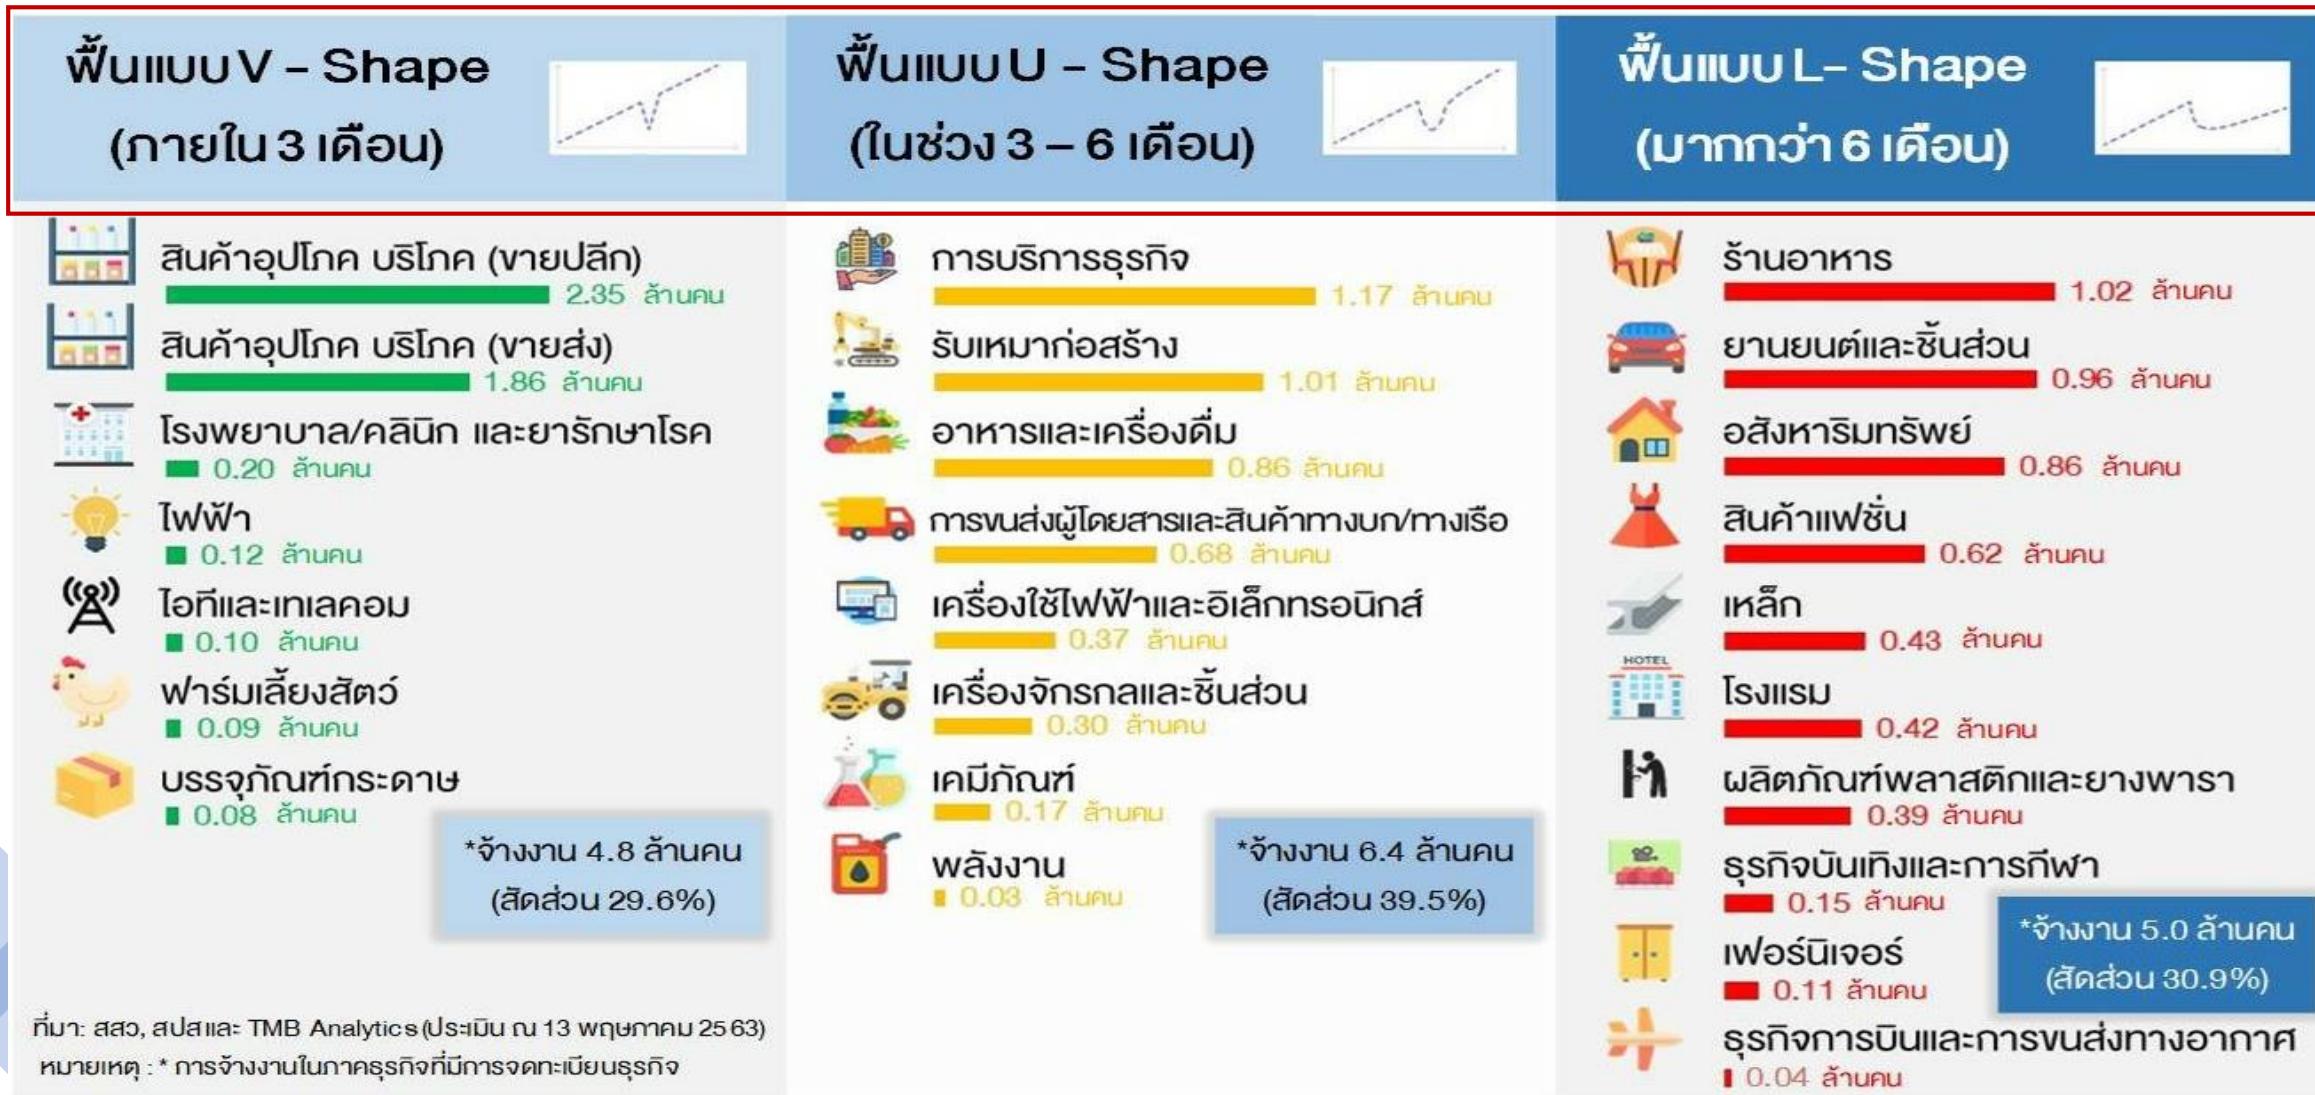 ฟื้นแบบ V – Shape
(ภายใน 3 เดือน)
ฟื้นแบบ U – Shape
(ในช่วง 3 – 6 เดือน)
ฟื้นแบบ L– Shape
(มากกว่า 6 เดือน)
สินค้าอุปโภค บริโภค (ขายปลีก)
2.35 ล้านคน
สินค้าอุปโภค บริโภค (ขายส่ง)
1.86 ล้านคน
โรงพยาบาล/คลินิก และยารักษาโรค
0.20 ล้านคน
ไฟฟ้า
0.12 ล้านคน
ไอทีและเทเลคอม
0.10 ล้านคน
ฟาร์มเลี้ยงสัตว์
0.09 ล้านคน
บรรจุภัณฑ์กระดาษ
0.08 ล้านคน
*จ้างงาน 4.8 ล้านคน
(สัดส่วน 29.6%)
ที่มา: สสว, สปส และ TMB Analytics (ประเมิน ณ 13 พฤษภาคม 2563)
หมายเหตุ : * การจ้างงานในภาคธุรกิจที่มีการจดทะเบียนธุรกิจ
การบริการธุรกิจ
1.17 ล้านคน
รับเหมาก่อสร้าง
1.01 ล้านคน
อาหารและเครื่องดื่ม
0.86 ล้านคน
การขนส่งผู้โดยสารและสินค้าทางบก/ทางเรือ
0.68 ล้านคน
เครื่องใช้ไฟฟ้าและอิเล็กทรอนิกส์
0.37 ล้านคน
เครื่องจักรกลและชิ้นส่วน
0.30 ล้านคน
เคมีภัณฑ์
0.17 ล้านคน
พลังงาน
0.03 ล้านคน
*จ้างงาน 6.4 ล้านคน
(สัดส่วน 39.5%)
ร้านอาหาร
1.02 ล้านคน
ยานยนต์และชิ้นส่วน
0.96 ล้านคน
อสังหาริมทรัพย์
0.86 ล้านคน
สินค้าแฟชั่น
0.62 ล้านคน
เหล็ก
0.43 ล้านคน
HOTEL
โรงแรม
0.42 ล้านคน
ผลิตภัณฑ์พลาสติกและยางพารา
0.39 ล้านคน
ธุรกิจบันเทิงและการกีฬา
0.15 ล้านคน
เฟอร์นิเจอร์
0.11 ล้านคน
*จ้างงาน 5.0 ล้านคน
(สัดส่วน 30.9%)
ธุรกิจการบินและการขนส่งทางอากาศ
0.04 ล้านคน